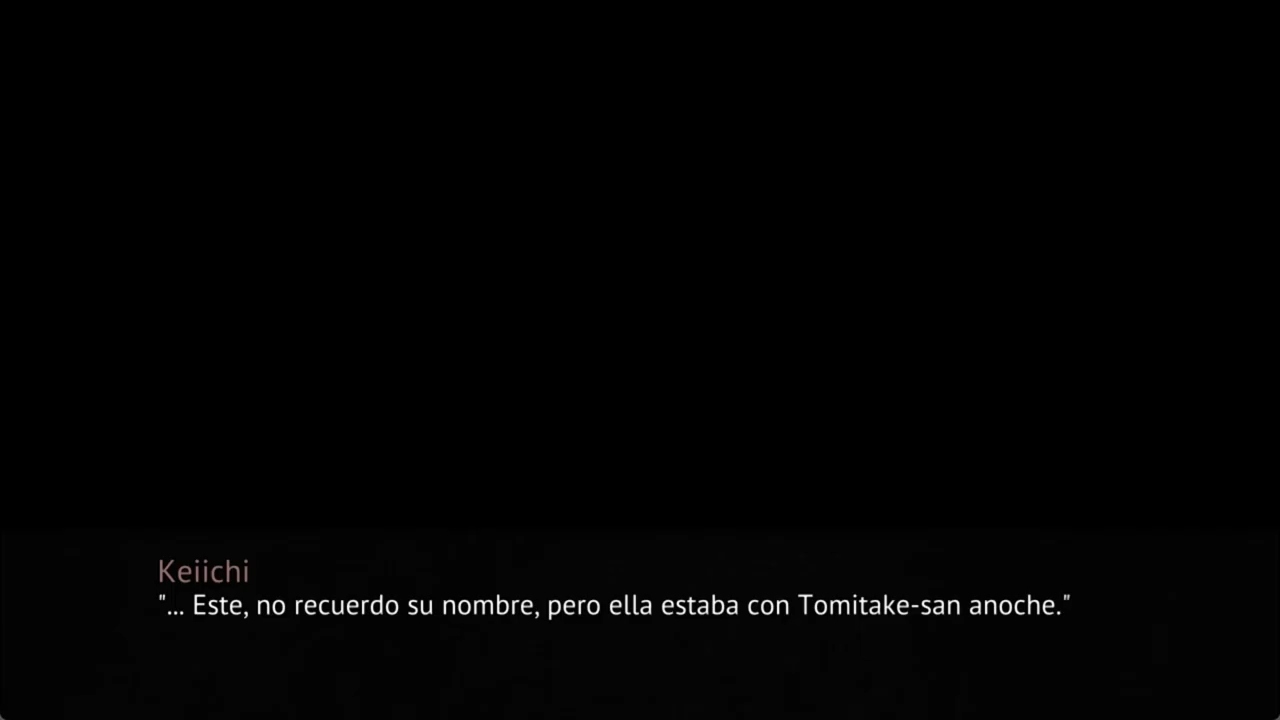 Keiichi
"... Este, no recuerdo su nombre, pero ella estaba con Tomitake-san anoche."